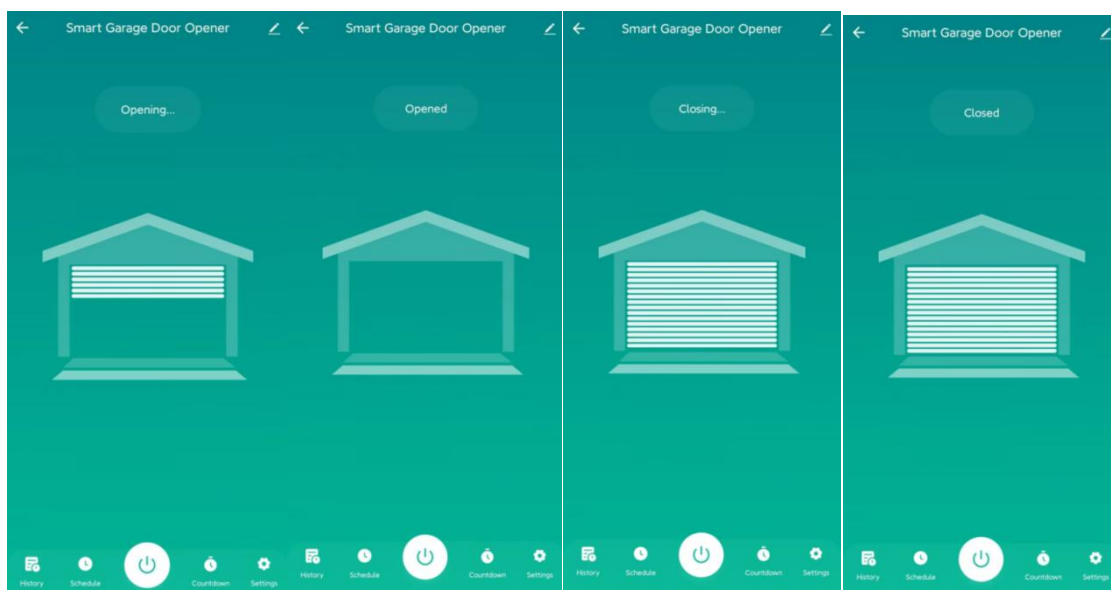 Smart Garage Door Opener
Opening...
History
Schedule
Countdown
Settings
Smart Garage Door Opener
Opened
History
Schedule
Countdown
Settings
Smart Garage Door Opener
Closing...
History
Schedule
Countdown
Settings
Smart Garage Door Opener
Closed
History
Schedule
Countdown
Settings